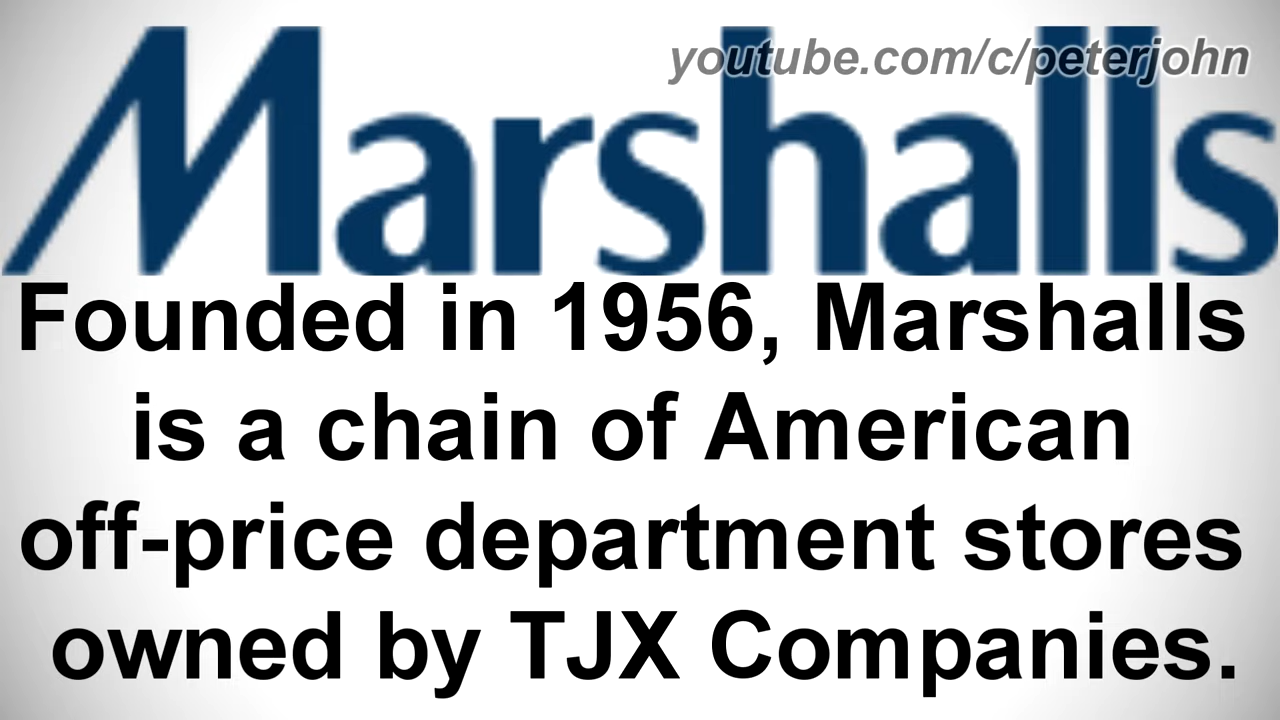 youtube.com/c/peterjohn
Marshalls
Founded in 1956, Marshalls
is a chain of American
off-price department stores
owned by TJX Companies.